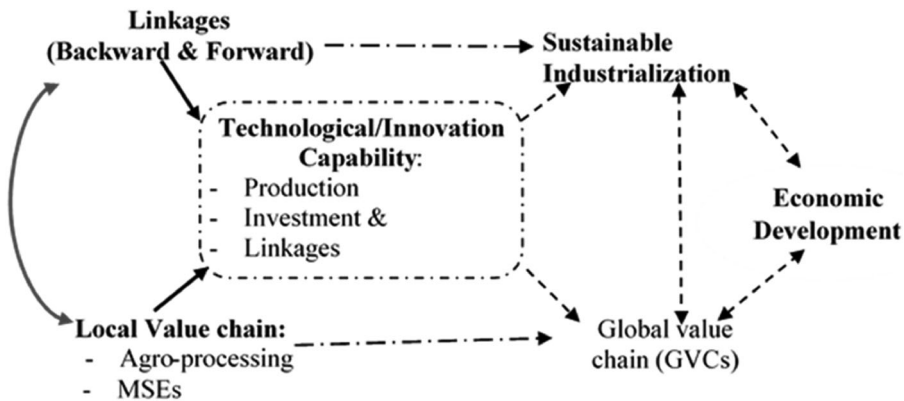 Linkages
(Backward & Forward)
Sustainable
Industrialization
Technological/Innovation
Capability:
- Production
- Investment &
- Linkages
Economic
Development
Local Value chain:
- Agro-processing
- MSEs
Global value
chain (GVCs)